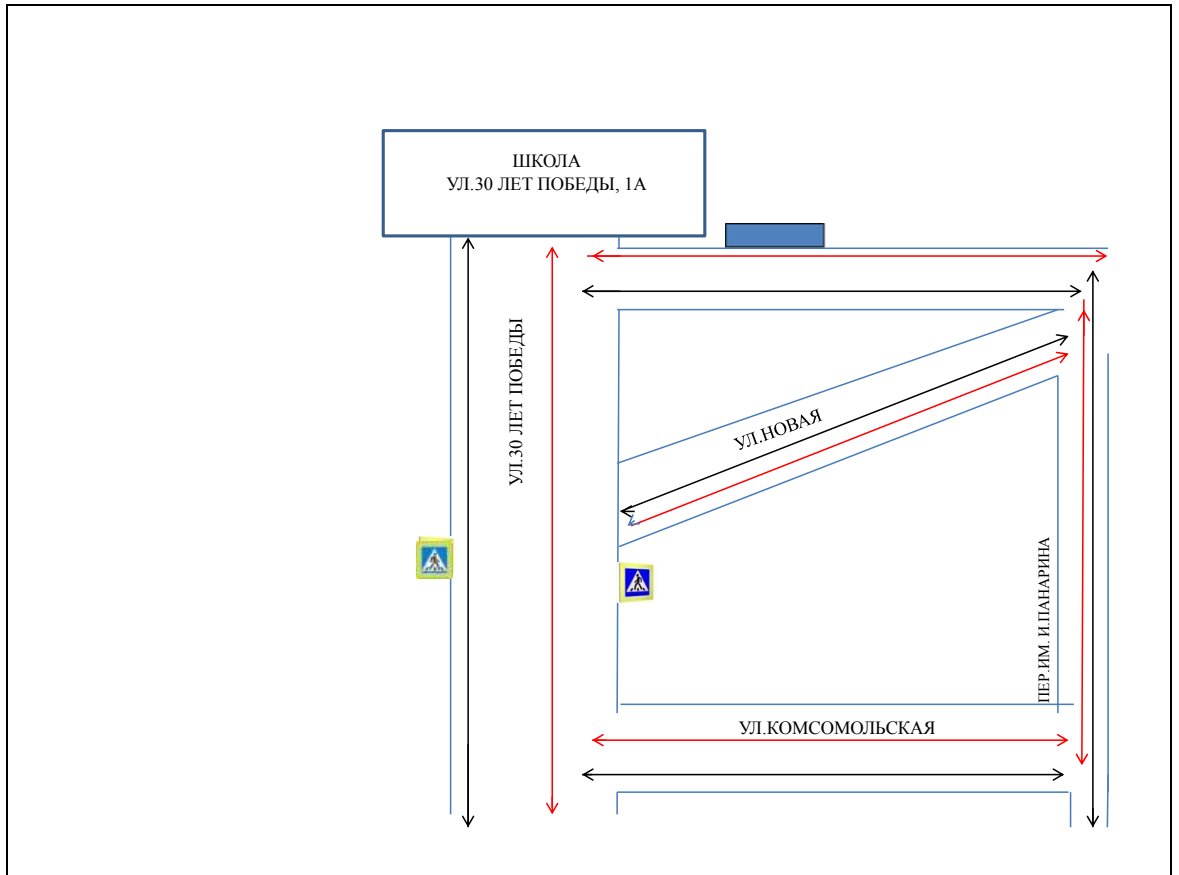 ШКОЛА
УЛ.30 ЛЕТ ПОБЕДЫ, 1А
УЛ.30 ЛЕТ ПОБЕДЫ
УЛ.НОВАЯ
ПЕР.ИМ. И.ПАНАРИНА
УЛ.КОМСОМОЛЬСКАЯ